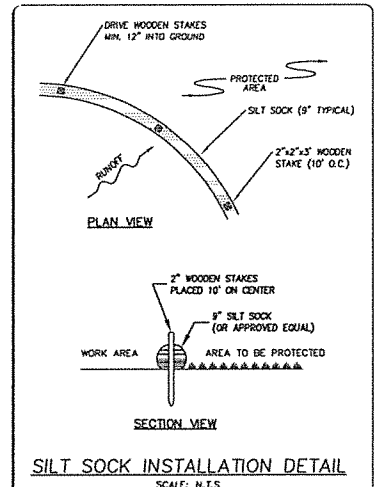 DRIVE WOODEN STAKES
MIN. 12" INTO GROUND
PROTECTED
AREA
SILT SOCK (9" TYPICAL)
2"x2"x3' WOODEN
STAKE (10' O.C.)
RUNOFF
PLAN VIEW
2" WOODEN STAKES
PLACED 10' ON CENTER
9" SILT SOCK
(OR APPROVED EQUAL)
WORK AREA
AREA TO BE PROTECTED
SECTION VIEW
SILT SOCK INSTALLATION DETAIL
SCALE: N.T.S